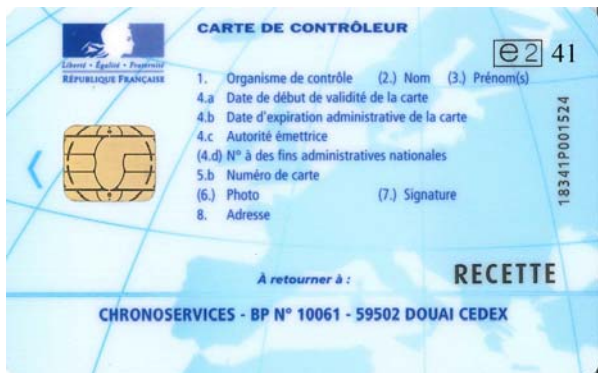 CARTE DE CONTRÔLEUR
e 2 41
Liberté • Égalité • Fraternité
RÉPUBLIQUE FRANÇAISE
1. Organisme de contrôle (2.) Nom (3.) Prénom(s)
4.a Date de début de validité de la carte
4.b Date d'expiration administrative de la carte
4.c Autorité émettrice
(4.d) N° à des fins administratives nationales
5.b Numéro de carte
(6.) Photo (7.) Signature
8. Adresse
18341P001524
À retourner à :
RECETTE
CHRONOSERVICES - BP N° 10061 - 59502 DOUAI CEDEX